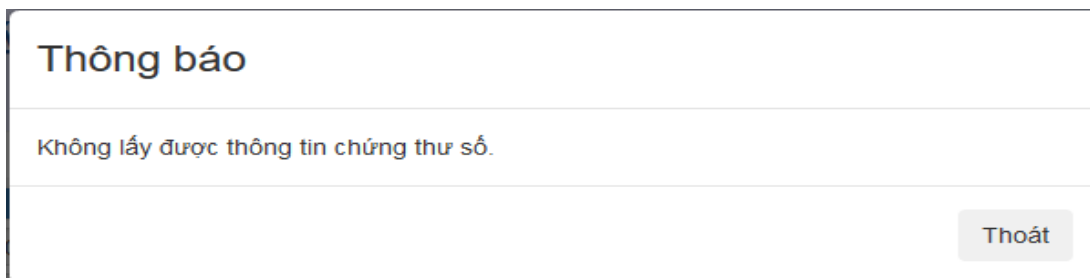 Thông báo
Không lấy được thông tin chứng thư số.
Thoát